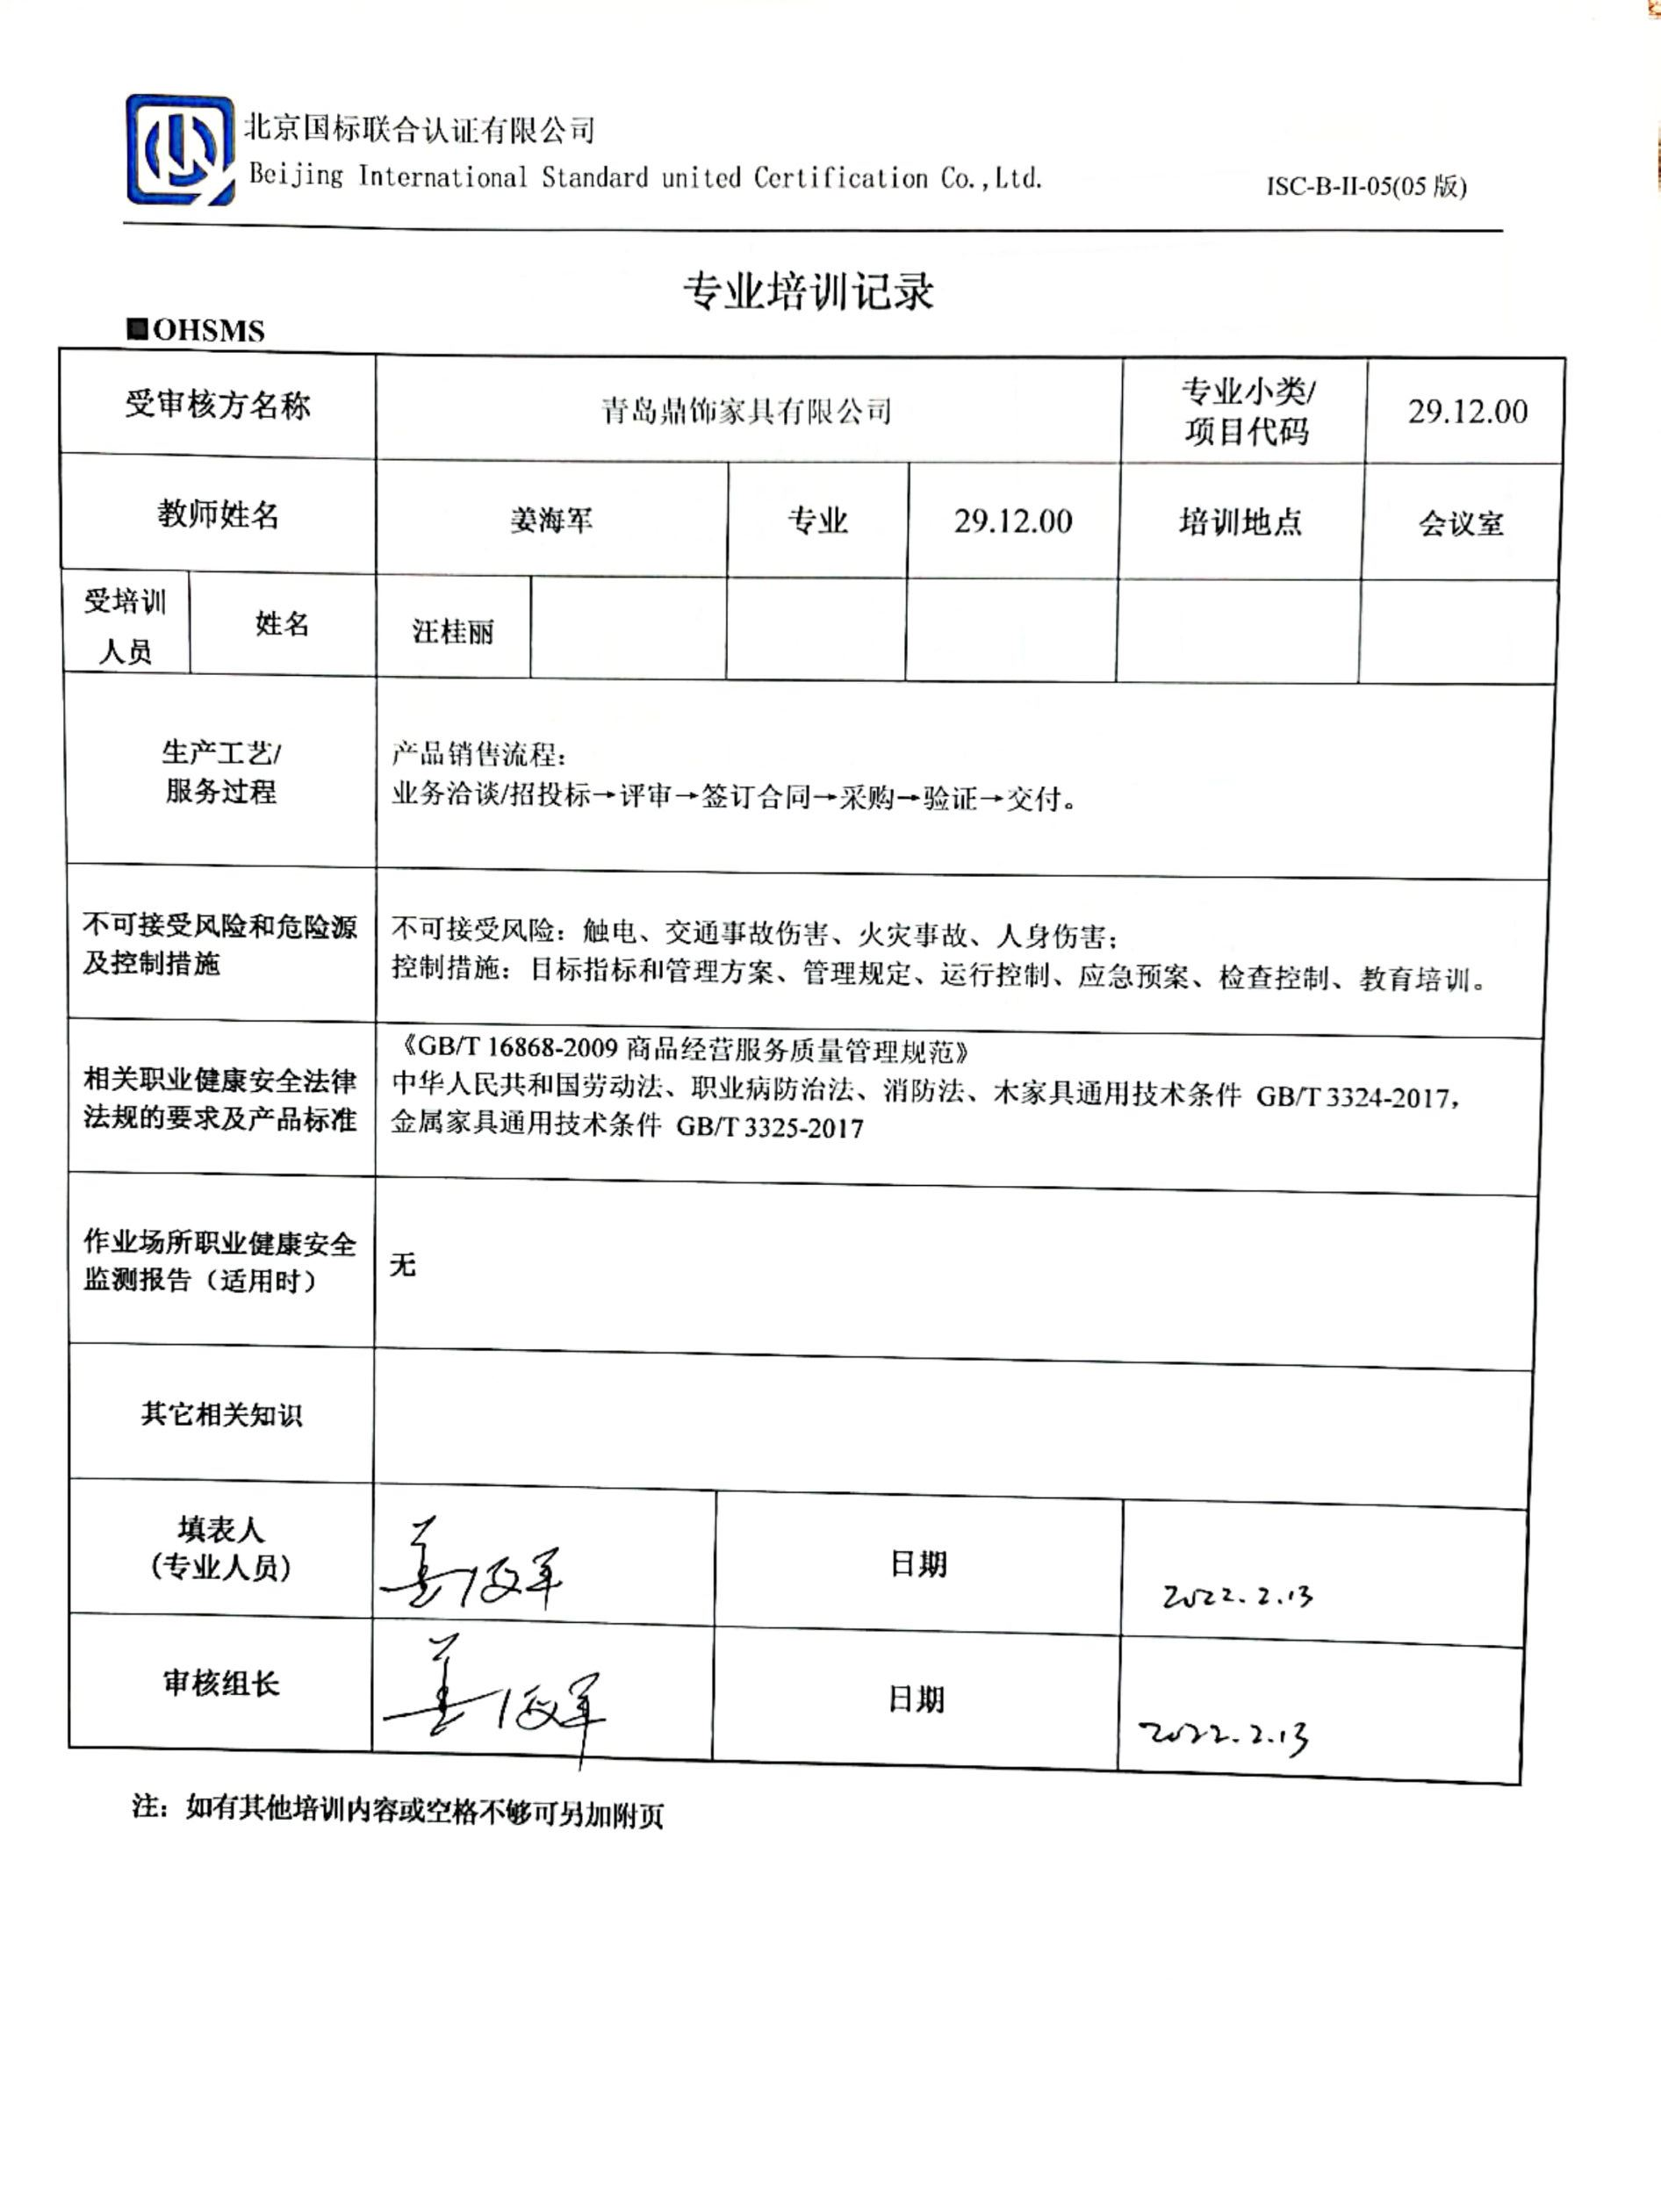 北京国标联合认证有限公司
Beijing International Standard united Certification Co.,Ltd.
ISC-B-II-05(05 版)
专业培训记录
■OHSMS
受审核方名称
青岛鼎饰家具有限公司
专业小类/
项目代码
29.12.00
教师姓名
姜海军
专业
29.12.00
培训地点
会议室
受培训
人员
姓名
汪桂丽
生产工艺/
服务过程
产品销售流程：
业务洽谈/招投标→评审→签订合同→采购→验证→交付。
不可接受风险和危险源
及控制措施
不可接受风险：触电、交通事故伤害、火灾事故、人身伤害；
控制措施：目标指标和管理方案、管理规定、运行控制、应急预案、检查控制、教育培训。
相关职业健康安全法律
法规的要求及产品标准
《GB/T 16868-2009 商品经营服务质量管理规范》
中华人民共和国劳动法、职业病防治法、消防法、木家具通用技术条件 GB/T 3324-2017，
金属家具通用技术条件 GB/T 3325-2017
作业场所职业健康安全
监测报告（适用时）
无
其它相关知识
填表人
(专业人员)
姜海军
日期
2022.2.13
审核组长
姜海军
日期
2022.2.13
注：如有其他培训内容或空格不够可另加附页